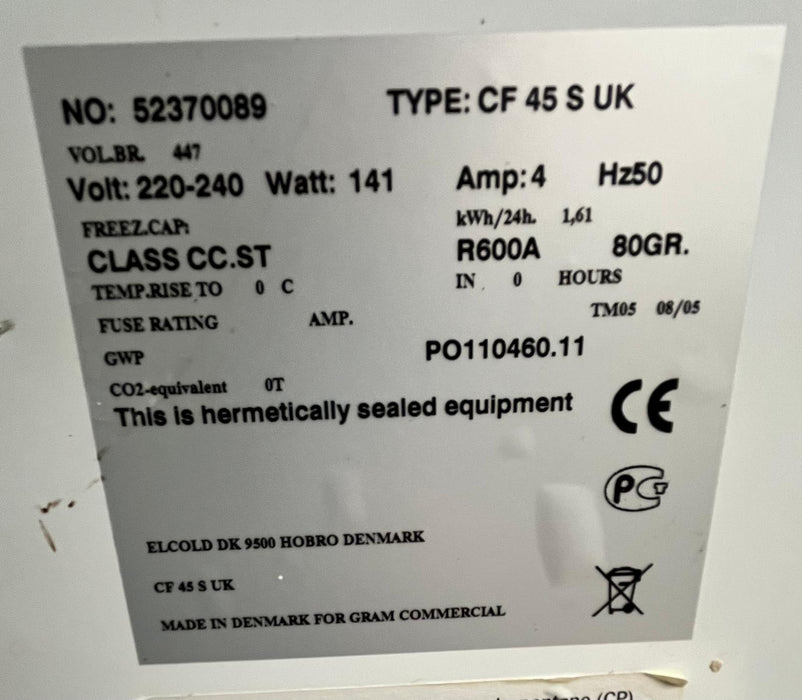 NO: 52370089 TYPE: CF 45 S UK
VOL.BR. 447
Volt: 220-240 Watt: 141 Amp: 4 Hz50
FREEZ.CAP: kWh/24h. 1,61
CLASS CC.ST R600A 80GR.
TEMP.RISE TO 0 C IN 0 HOURS
FUSE RATING AMP. TM05 08/05
GWP PO110460.11
CO2-equivalent 0T
This is hermetically sealed equipment CE
PG
ELCOLD DK 9500 HOBRO DENMARK
CF 45 S UK
MADE IN DENMARK FOR GRAM COMMERCIAL
(CP)